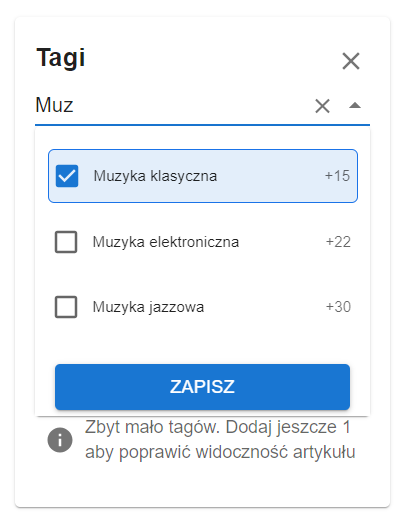 Tagi
Muz
Muzyka klasyczna +15
Muzyka elektroniczna +22
Muzyka jazzowa +30
ZAPISZ
Zbyt mało tagów. Dodaj jeszcze 1
aby poprawić widoczność artykułu